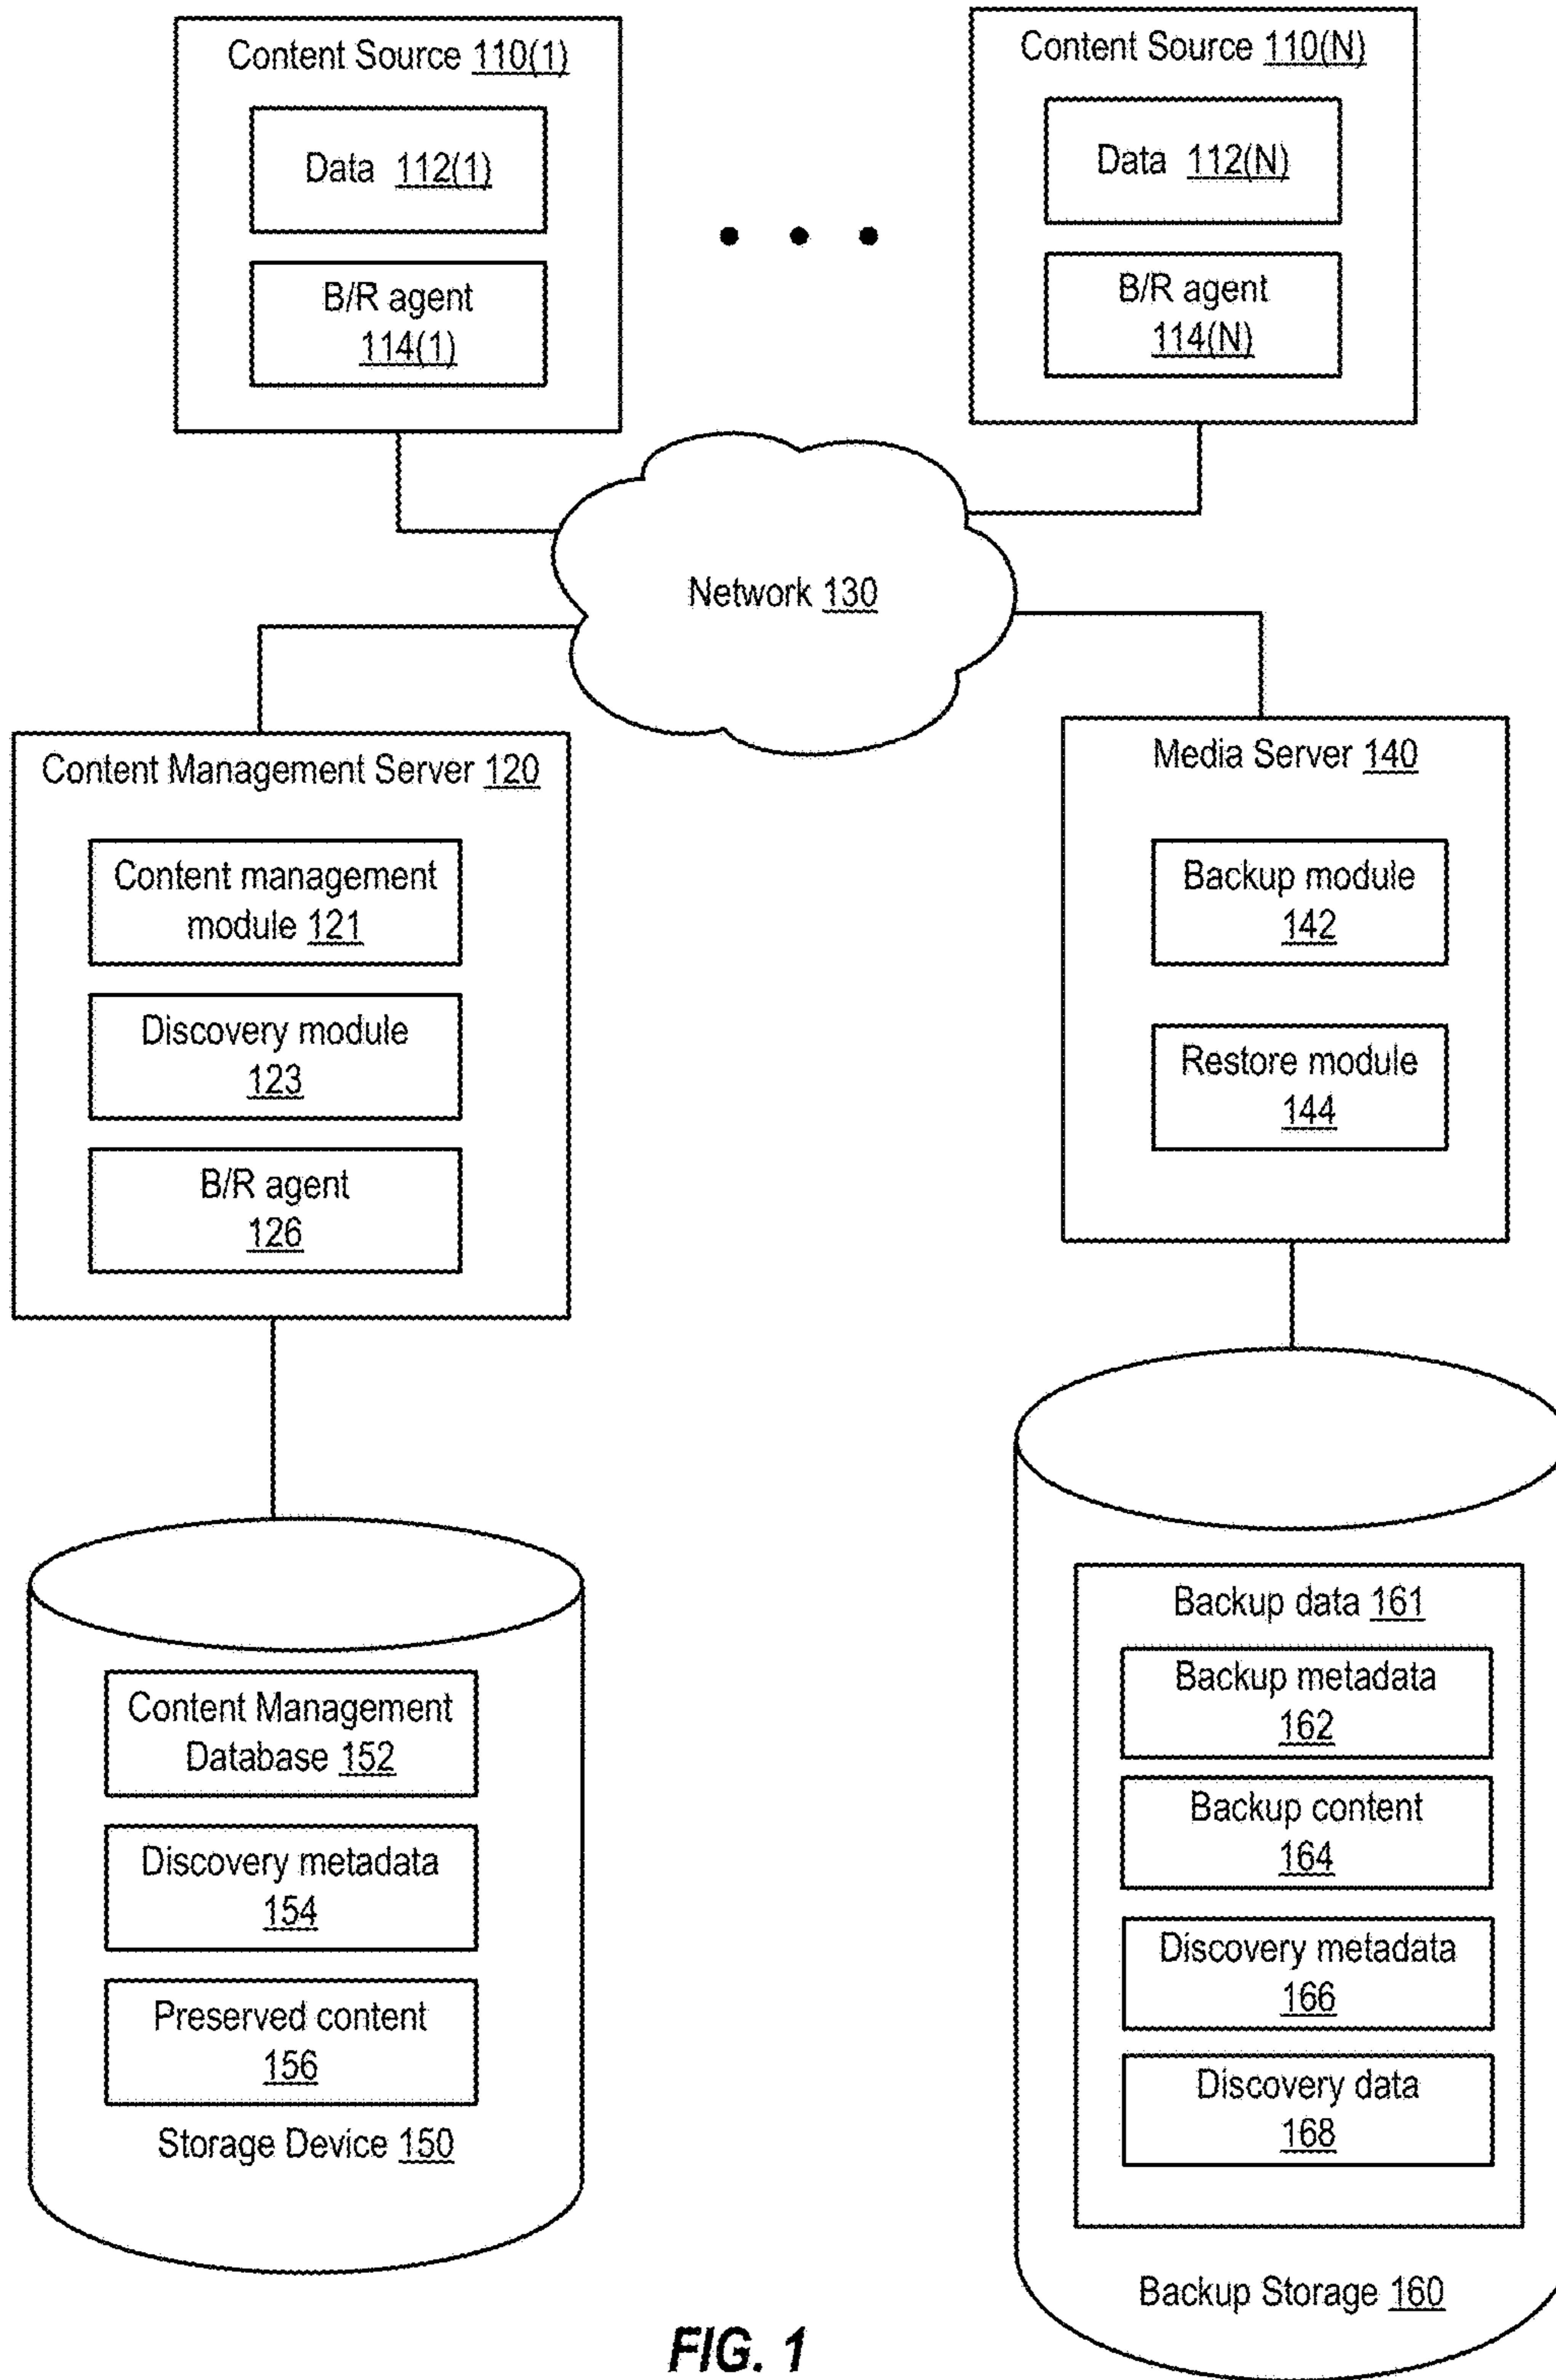 Content Source 110(1)
Data 112(1)
B/R agent
114(1)
Content Source 110(N)
Data 112(N)
B/R agent
114(N)
Network 130
Content Management Server 120
Content management
module 121
Discovery module
123
B/R agent
126
Media Server 140
Backup module
142
Restore module
144
Content Management
Database 152
Discovery metadata
154
Preserved content
156
Storage Device 150
Backup data 161
Backup metadata
162
Backup content
164
Discovery metadata
166
Discovery data
168
Backup Storage 160
FIG. 1